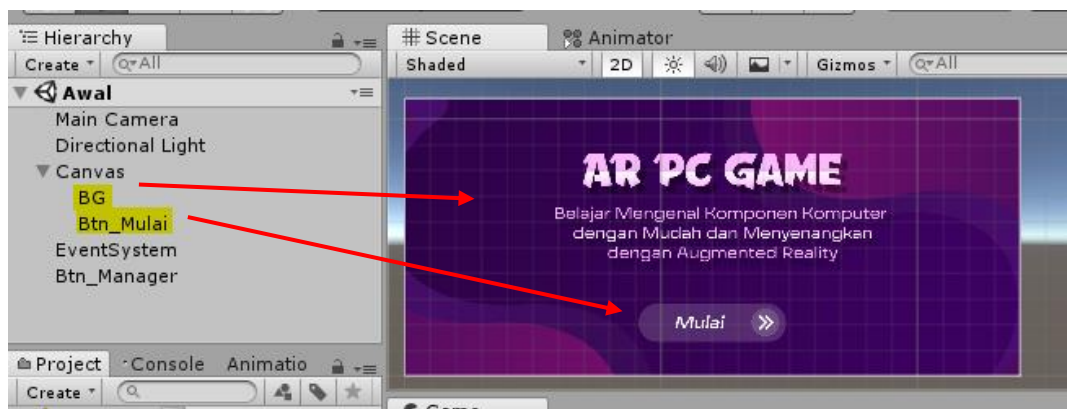 Hierarchy
Create All
Awal
Main Camera
Directional Light
Canvas
BG
Btn_Mulai
EventSystem
Btn_Manager
Project Console Animatio
Create
Scene Animator
Shaded 2D Gizmos All
AR PC GAME
Belajar Mengenal Komponen Komputer
dengan Mudah dan Menyenangkan
dengan Augmented Reality
Mulai
Game